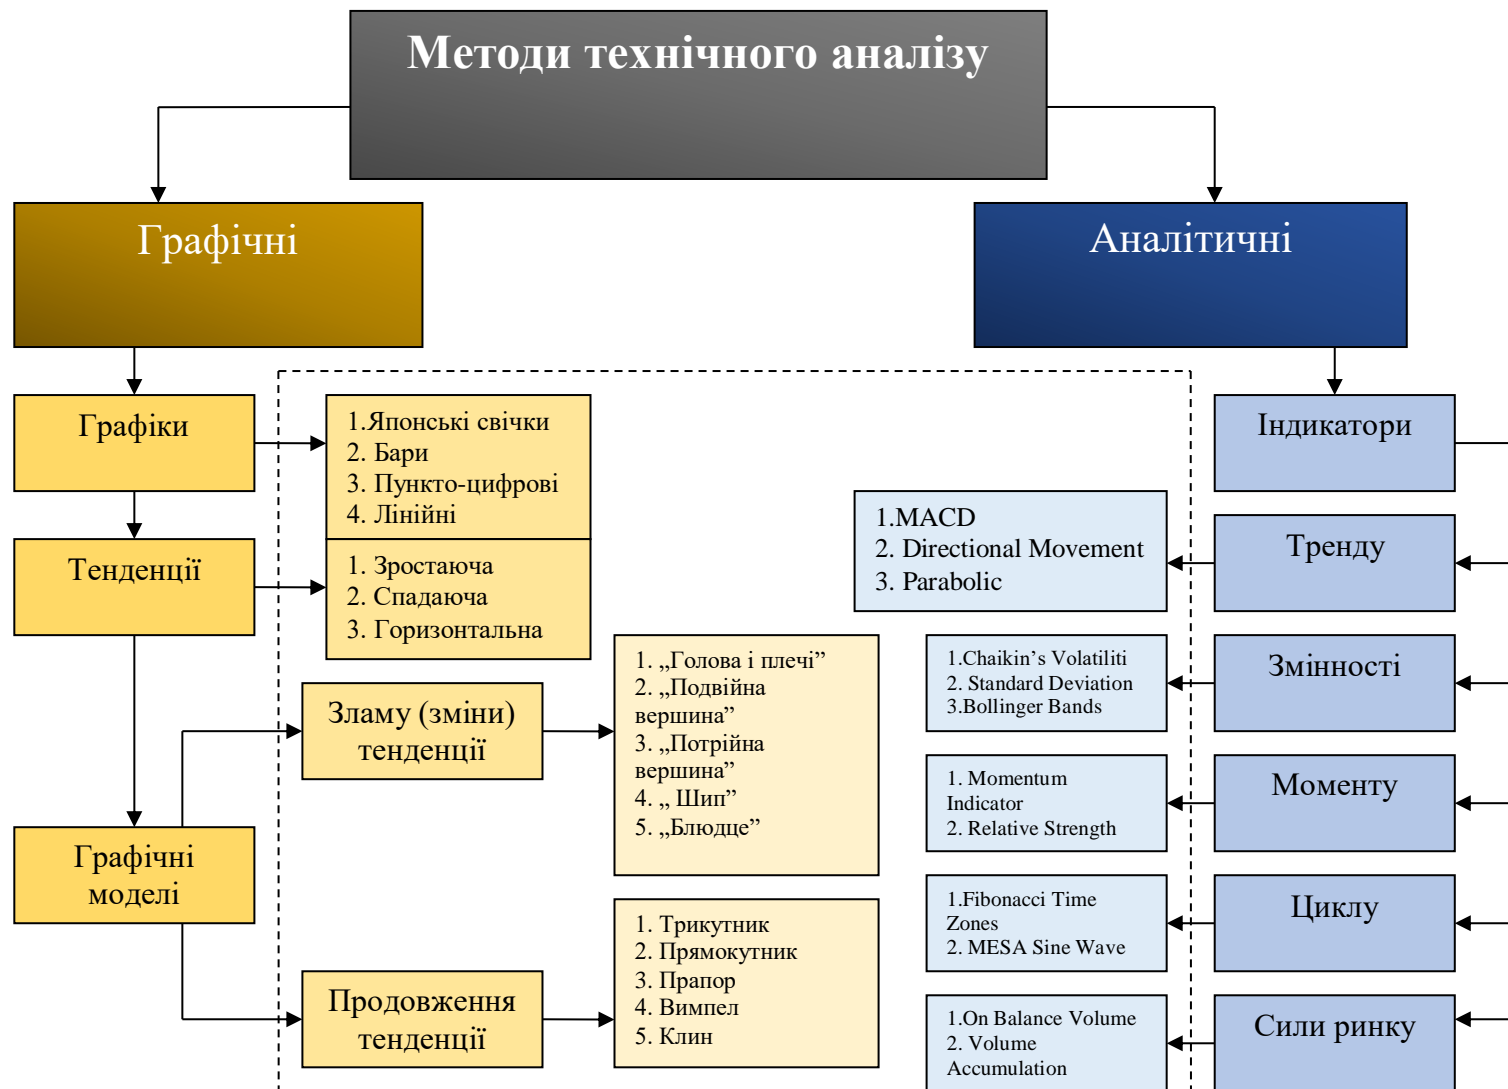 Методи технічного аналізу
Графічні
Аналітичні
Графіки
1.Японські свічки
2. Бари
3. Пункто-цифрові
4. Лінійні
Тенденції
1. Зростаюча
2. Спадаюча
3. Горизонтальна
Графічні
моделі
Зламу (зміни)
тенденції
1. „Голова і плечі”
2. „Подвійна
вершина”
3. „Потрійна
вершина”
4. „ Шип”
5. „Блюдце”
Продовження
тенденції
1. Трикутник
2. Прямокутник
3. Прапор
4. Вимпел
5. Клин
Індикатори
Тренду
1.MACD
2. Directional Movement
3. Parabolic
Змінності
1.Chaikin’s Volatiliti
2. Standard Deviation
3.Bollinger Bands
Моменту
1. Momentum
Indicator
2. Relative Strength
Циклу
1.Fibonacci Time
Zones
2. MESA Sine Wave
Сили ринку
1.On Balance Volume
2. Volume
Accumulation